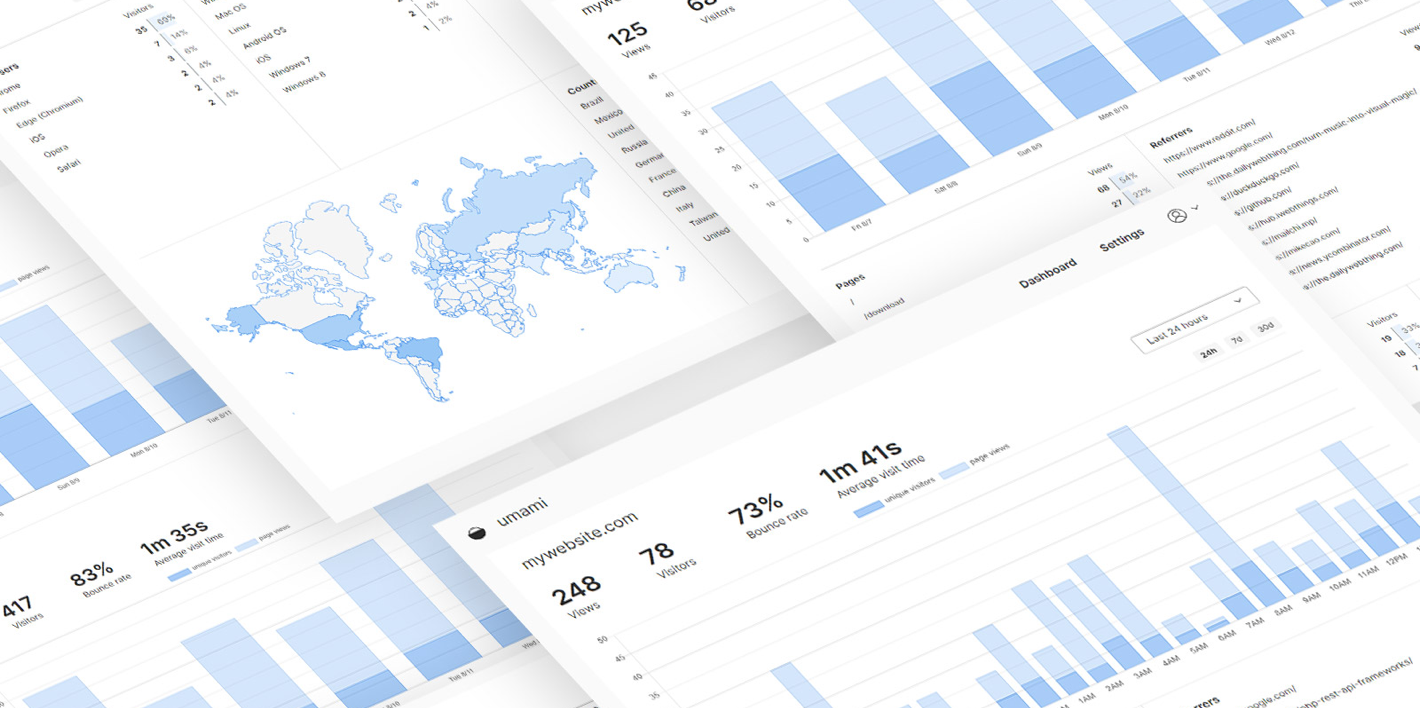 Visitors
35 60%
7 14%
3 6%
2 4%
2 4%
2 4%
Firefox
Edge (Chromium)
iOS
Opera
Safari
Mac OS
Linux
Android OS
iOS
Windows 7
Windows 8
2 4%
1 2%
Brazil
Mexico
United
Russia
German
France
China
Italy
Taiwan
United
125
Views
Visitors
45
40
35
30
25
20
15
10
5
0
Fri 8/7
Sat 8/8
Sun 8/9
Mon 8/10
Tue 8/11
Wed 8/12
Pages
/
/download
Views
68 54%
27 22%
Referrers
https://www.reddit.com/
https://www.google.com/
s://the.dailywebthing.com/turn-music-into-visual-magic/
s://duckduckgo.com/
s://github.com/
s://hub.iwebthings.com/
s://mailchi.mp/
s://mikecao.com/
s://news.ycombinator.com/
s://the.dailywebthing.com/
Visitors
19 33%
18
7
page views
Sun 8/9
Mon 8/10
Tue 8/11
417
Visitors
83%
Bounce rate
1m 35s
Average visit time
unique visitors
page views
Tue 8/11
Wed
umami
Dashboard
Settings
mywebsite.com
Last 24 hours
24h
7d
30d
248
Views
78
Visitors
73%
Bounce rate
1m 41s
Average visit time
unique visitors
page views
50
45
40
35
1AM
2AM
3AM
4AM
5AM
6AM
7AM
8AM
9AM
10AM
11AM
12PM
google.com/
php-rest-api-frameworks/